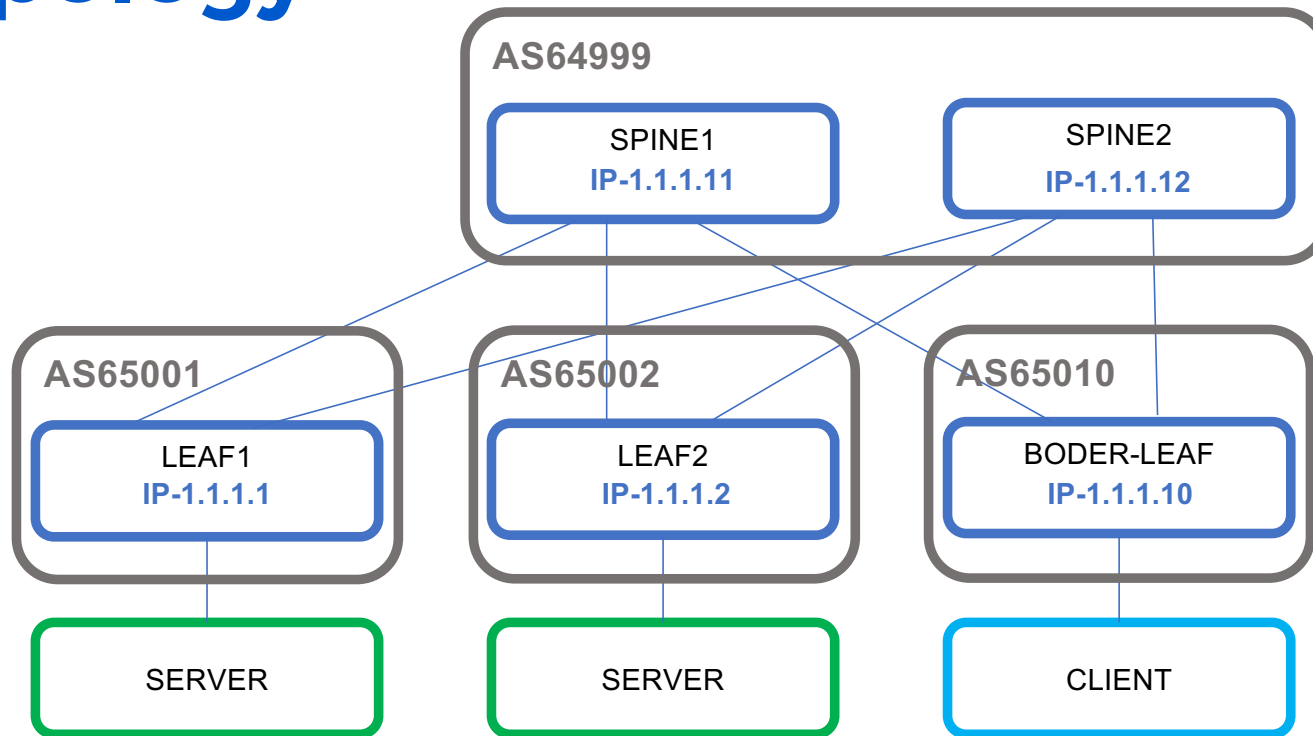 AS64999
SPINE1
IP-1.1.1.11
SPINE2
IP-1.1.1.12
AS65001
LEAF1
IP-1.1.1.1
AS65002
LEAF2
IP-1.1.1.2
AS65010
BODER-LEAF
IP-1.1.1.10
SERVER
SERVER
CLIENT